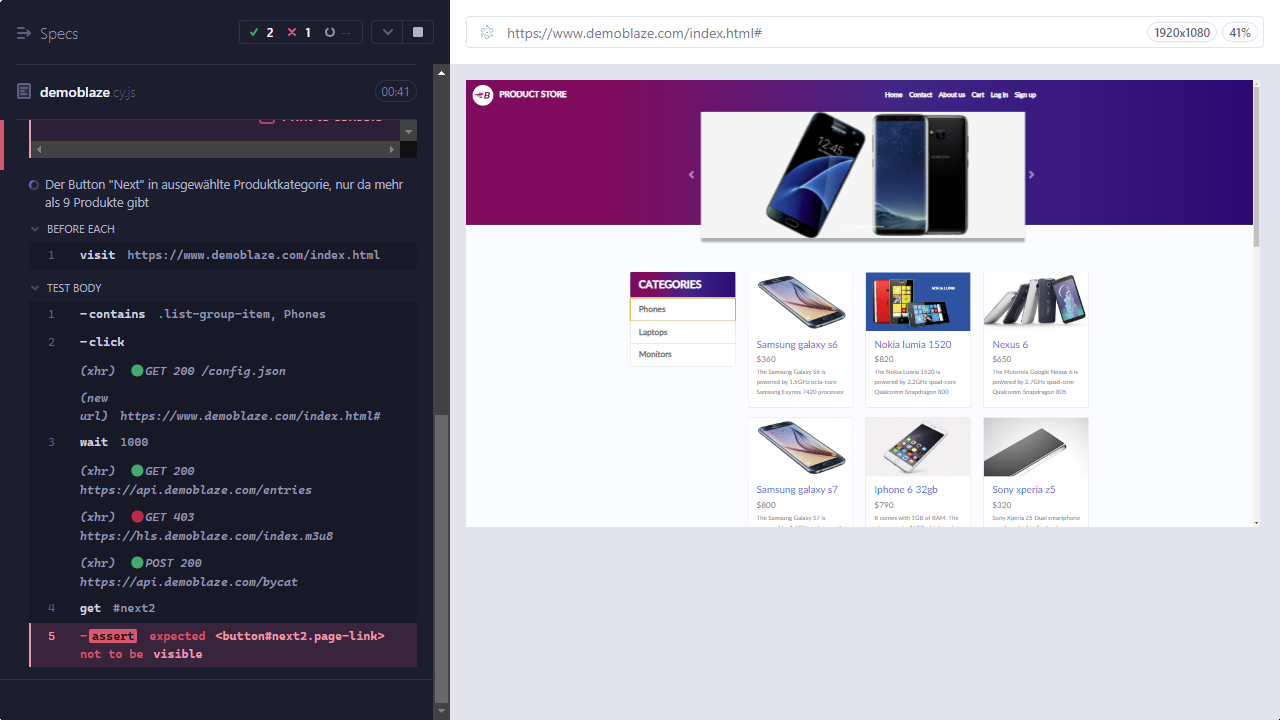 Specs
2
1
--
demoblaze.cy.js
00:41
Der Button "Next" in ausgewählte Produktkategorie, nur da mehr
als 9 Produkte gibt
BEFORE EACH
1 visit https://www.demoblaze.com/index.html
TEST BODY
1 -contains .list-group-item, Phones
2 -click
(xhr) GET 200 /config.json
(new
url) https://www.demoblaze.com/index.html#
3 wait 1000
(xhr) GET 200
https://api.demoblaze.com/entries
(xhr) GET 403
https://hls.demoblaze.com/index.m3u8
(xhr) POST 200
https://api.demoblaze.com/bycat
4 get #next2
5 -assert expected <button#next2.page-link>
not to be visible
https://www.demoblaze.com/index.html#
1920x1080
41%
PRODUCT STORE
Home Contact About us Cart Log in Sign up
12:45
SAMSUNG
CATEGORIES
Phones
Laptops
Monitors
Samsung galaxy s6
$360
The Samsung Galaxy S6 is
powered by 1.5GHz octa-core
Samsung Exynos 7420 processor
NOKIA LUMIA
Nokia lumia 1520
$820
The Nokia Lumia 1520 is
powered by 2.2GHz quad-core
Qualcomm Snapdragon 800
Nexus 6
$650
The Motorola Google Nexus 6 is
powered by 2.7GHz quad-core
Qualcomm Snapdragon 805
Samsung galaxy s7
$800
The Samsung Galaxy S7 is
Iphone 6 32gb
$790
It comes with 1GB of RAM. The
Sony xperia z5
$320
Sony Xperia Z5 Dual smartphone